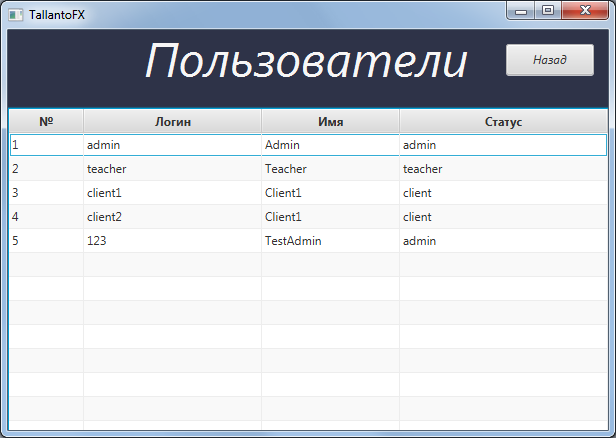 TallantoFX
Пользователи
Назад
№ Логин Имя Статус
1 admin Admin admin
2 teacher Teacher teacher
3 client1 Client1 client
4 client2 Client1 client
5 123 TestAdmin admin